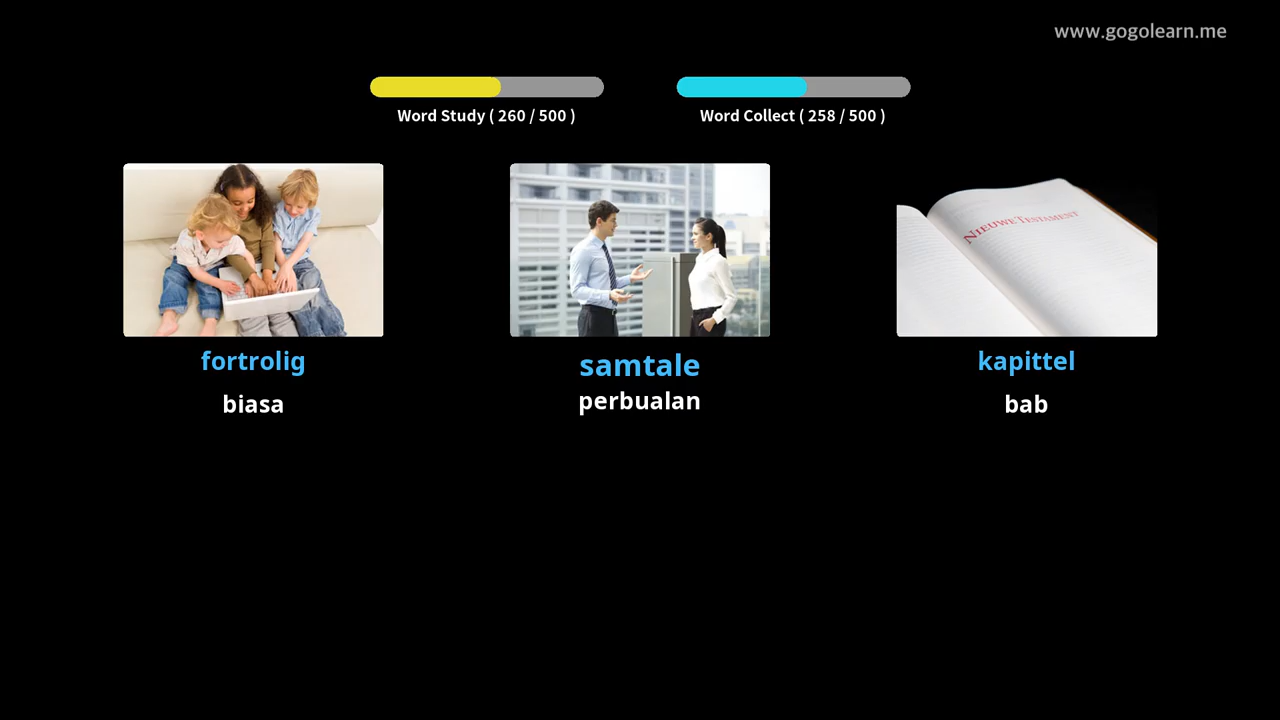 www.gogolearn.me
Word Study ( 260 / 500 )
Word Collect ( 258 / 500 )
NIEUWE TESTAMENT
fortrolig
samtale
kapittel
biasa
perbualan
bab